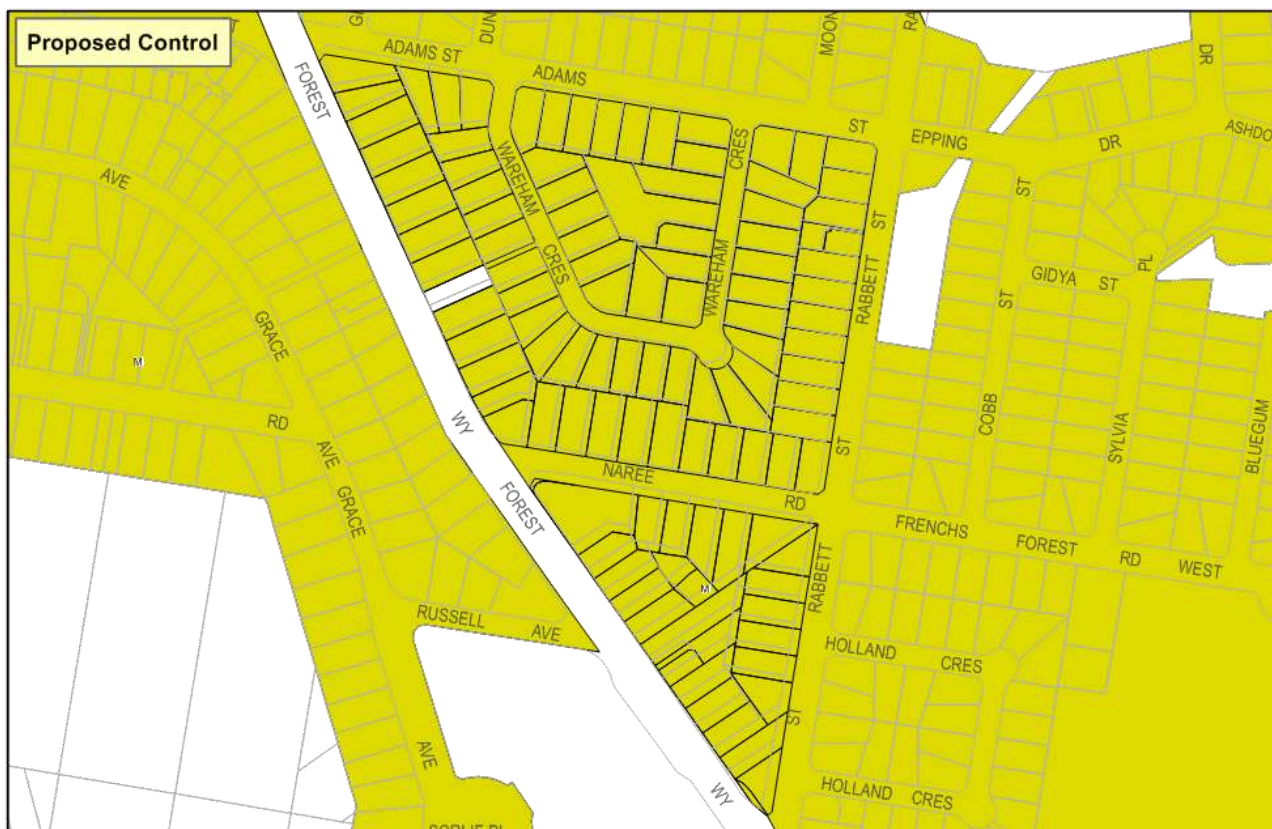 Proposed Control
ADAMS ST
ADAMS
ST
FOREST
AVE
WAREHAM
CRES
CRES
WAREHAM
EPPING
DR
DR
ST
ST
RABBETT
ST
GIDYA ST
PL
ST
COBB
SYLVIA
BLUEGUM
GRACE
AVE
RD
M
GRACE
WY
FOREST
NAREE
RD
FRENCHS FOREST RD WEST
M
RABBETT
ST
RUSSELL AVE
HOLLAND CRES
HOLLAND CRES
AVE
WY